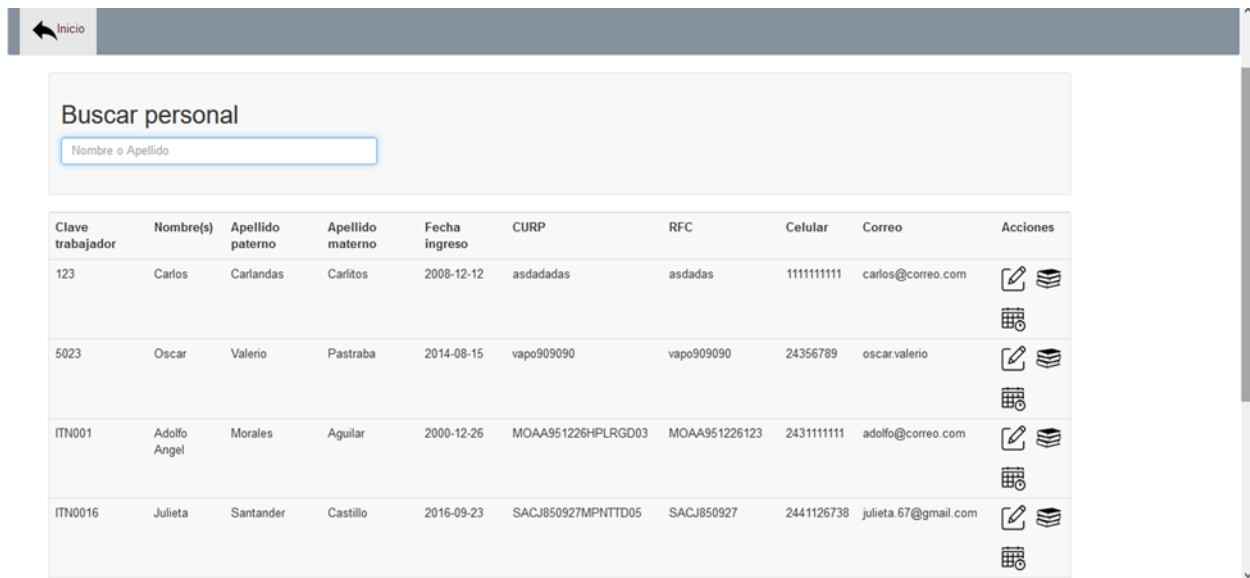 Inicio
Buscar personal
Nombre o Apellido
Clave trabajador Nombre(s) Apellido paterno Apellido materno Fecha ingreso CURP RFC Celular Correo Acciones
123 Carlos Carlandas Carlitos 2008-12-12 asdadadas asdadas 1111111111 carlos@correo.com
5023 Oscar Valerio Pastraba 2014-08-15 vapo909090 vapo909090 24356789 oscar.valerio
ITN001 Adolfo Angel Morales Aguilar 2000-12-26 MOAA951226HPLRGD03 MOAA951226123 2431111111 adolfo@correo.com
ITN0016 Julieta Santander Castillo 2016-09-23 SACJ850927MPNTTD05 SACJ850927 2441126738 julieta.67@gmail.com